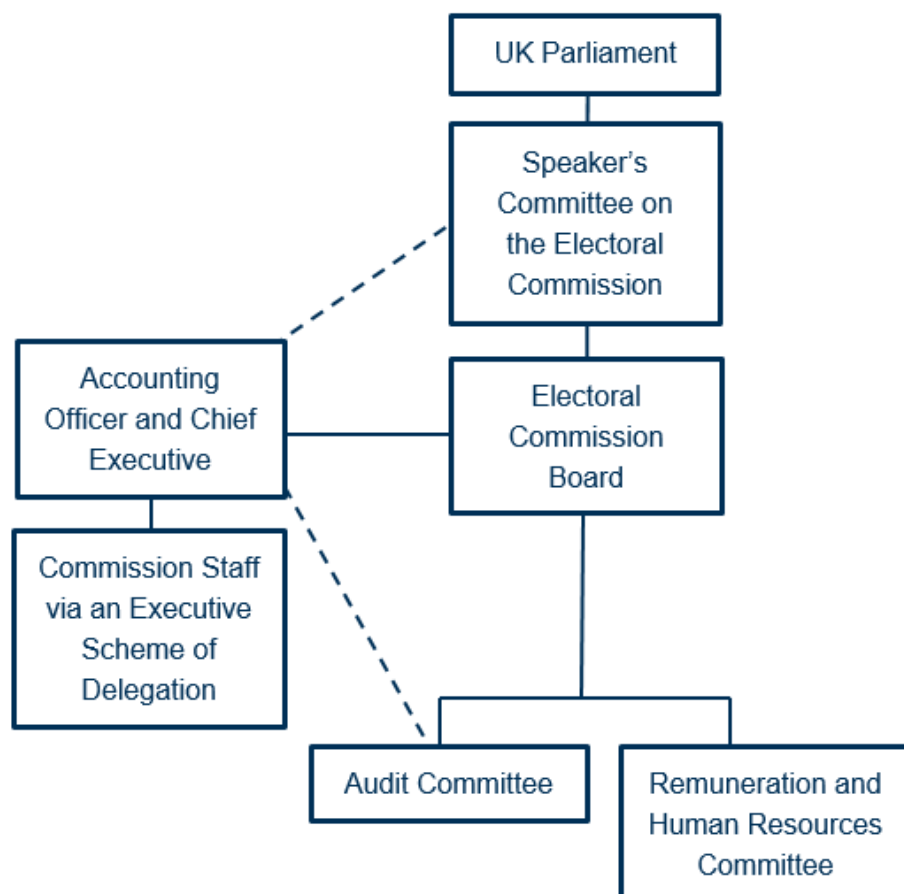 UK Parliament
Speaker’s
Committee on
the Electoral
Commission
Accounting
Officer and Chief
Executive
Electoral
Commission
Board
Commission Staff
via an Executive
Scheme of
Delegation
Audit Committee
Remuneration and
Human Resources
Committee